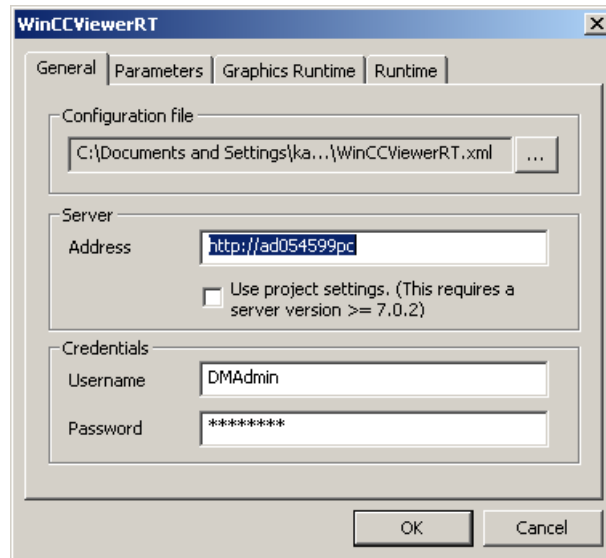 WinCCViewerRT
General Parameters Graphics Runtime Runtime
Configuration file
C:\Documents and Settings\ka...\WinCCViewerRT.xml ...
Server
Address http://ad054599pc
Use project settings. (This requires a
server version >= 7.0.2)
Credentials
Username DMAdmin
Password ********
OK Cancel